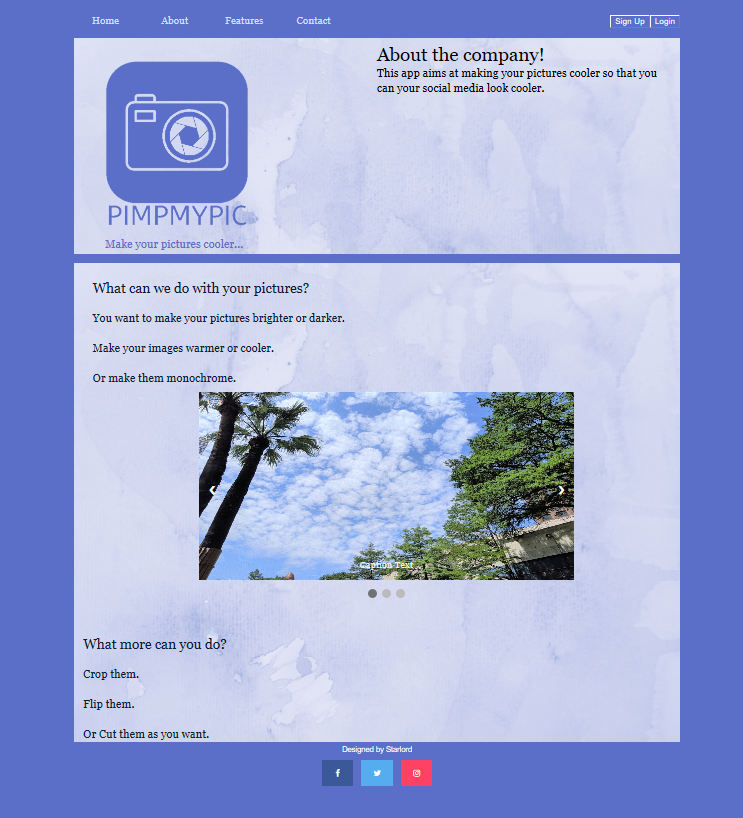 Home About Features Contact
Sign Up Login
About the company!
This app aims at making your pictures cooler so that you
can your social media look cooler.
PIMPMYPIC
Make your pictures cooler...
What can we do with your pictures?
You want to make your pictures brighter or darker.
Make your images warmer or cooler.
Or make them monochrome.
Caption Text
What more can you do?
Crop them.
Flip them.
Or Cut them as you want.
Designed by Starlord